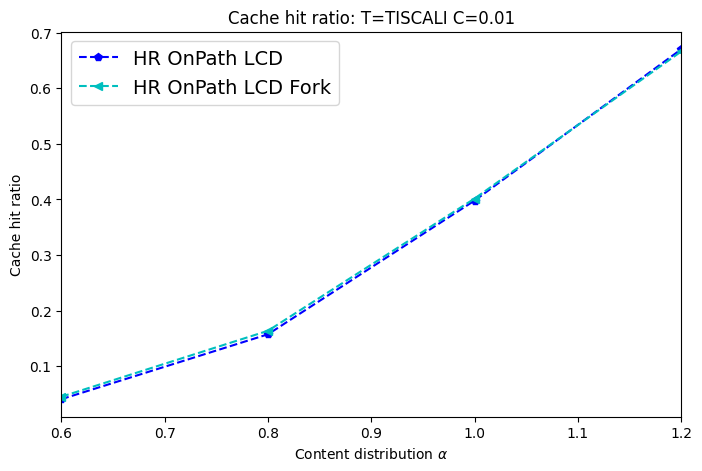 Cache hit ratio: T=TISCALI C=0.01
HR OnPath LCD
HR OnPath LCD Fork
Cache hit ratio
0.7
0.6
0.5
0.4
0.3
0.2
0.1
0.6 0.7 0.8 0.9 1.0 1.1 1.2
Content distribution α